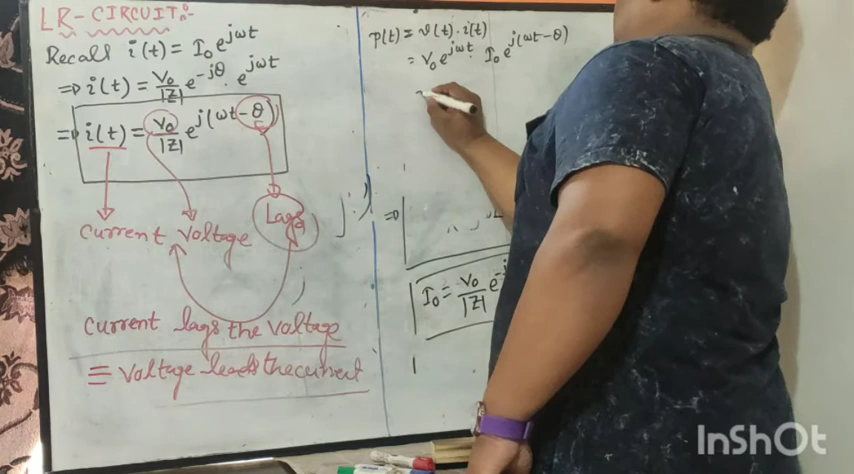 LR- CIRCUIT:-
Recall i(t) = I₀e^{jωt}
⇒ i(t) = V₀/|Z| e^{-jθ} . e^{jωt}
⇒ i(t) = V₀/|Z| e^{j(ωt-θ)}
current voltage Lags
current lags the voltage
≡ voltage leads the current
p(t) = v(t) . i(t)
= V₀e^{jωt} . I₀e^{j(ωt-θ)}
⇒
I₀ = V₀/|Z| e^{-j
InShOt